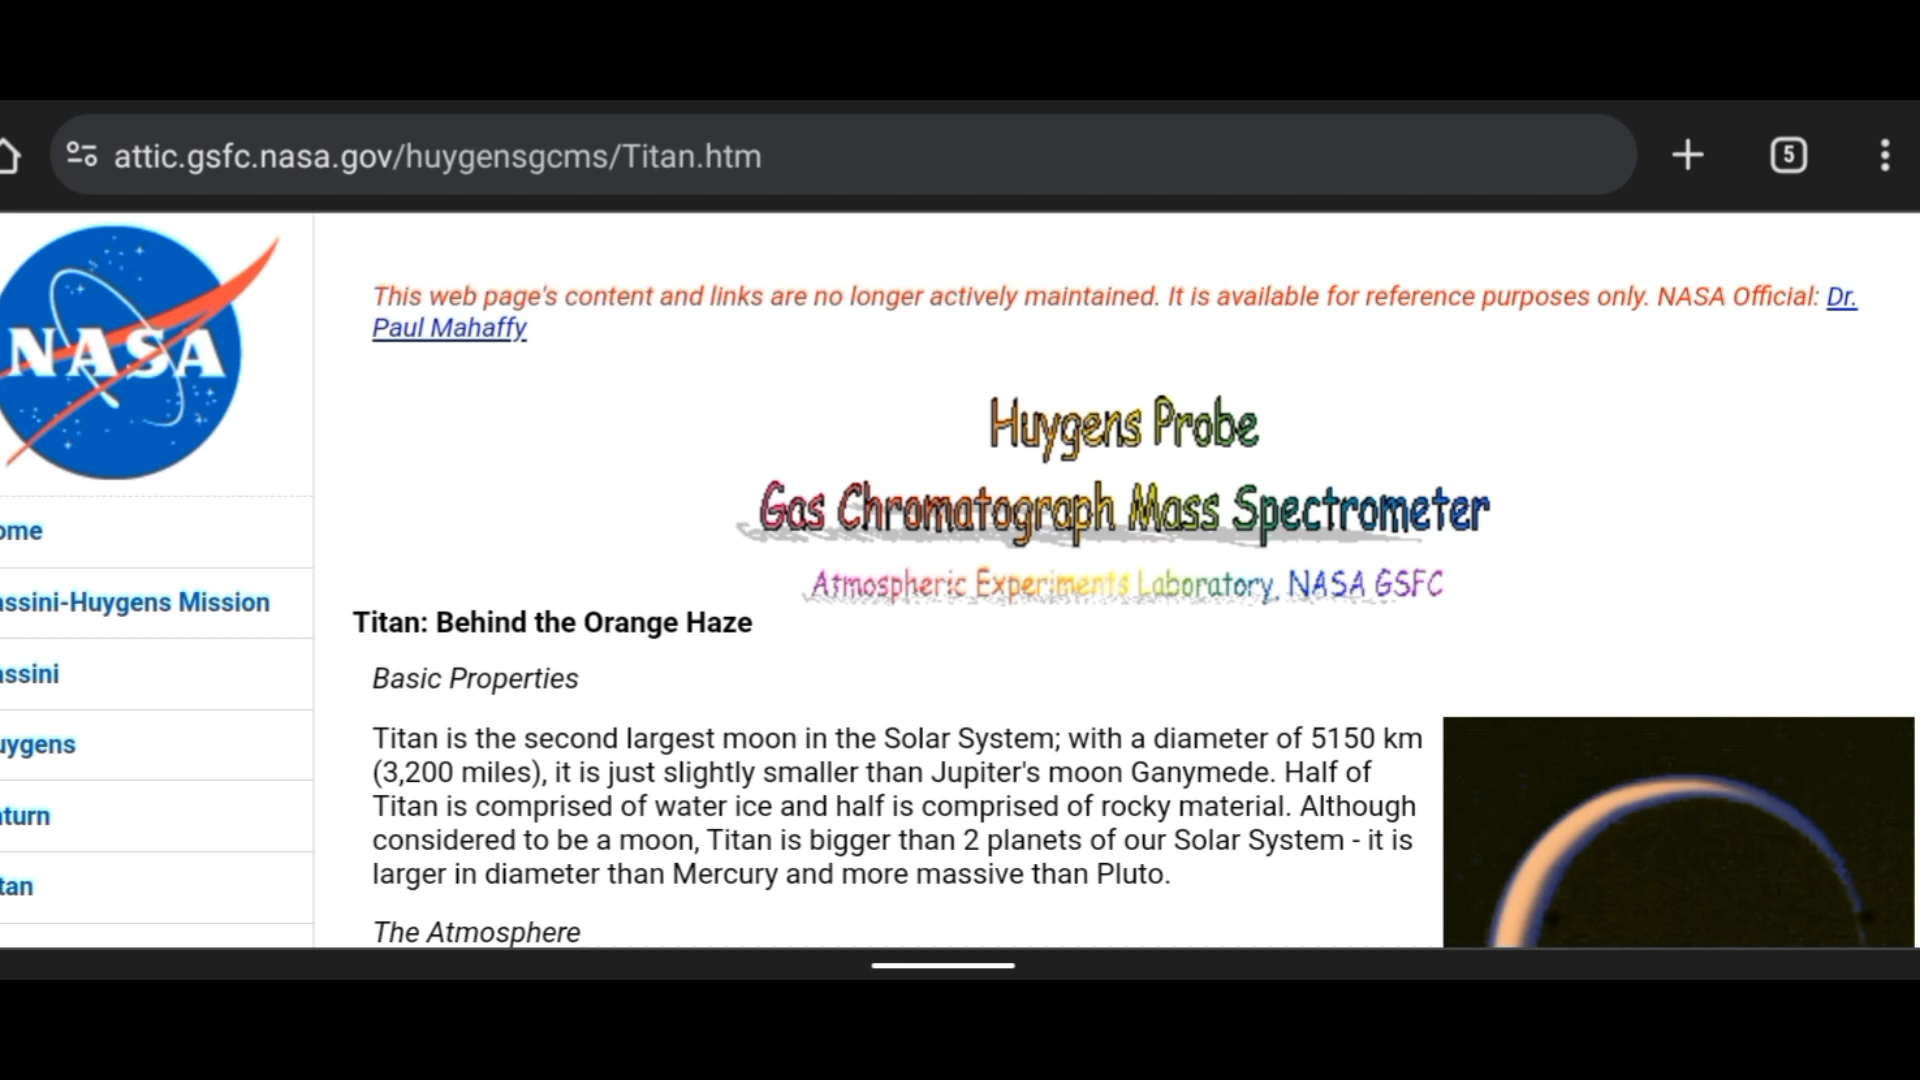 attic.gsfc.nasa.gov/huygensgcms/Titan.htm
5
NASA
This web page's content and links are no longer actively maintained. It is available for reference purposes only. NASA Official: Dr.
Paul Mahaffy
Huygens Probe
Gas Chromatograph Mass Spectrometer
Atmospheric Experiments Laboratory, NASA GSFC
ome
assini-Huygens Mission
assini
uygens
aturn
itan
Titan: Behind the Orange Haze
Basic Properties
Titan is the second largest moon in the Solar System; with a diameter of 5150 km
(3,200 miles), it is just slightly smaller than Jupiter's moon Ganymede. Half of
Titan is comprised of water ice and half is comprised of rocky material. Although
considered to be a moon, Titan is bigger than 2 planets of our Solar System - it is
larger in diameter than Mercury and more massive than Pluto.
The Atmosphere